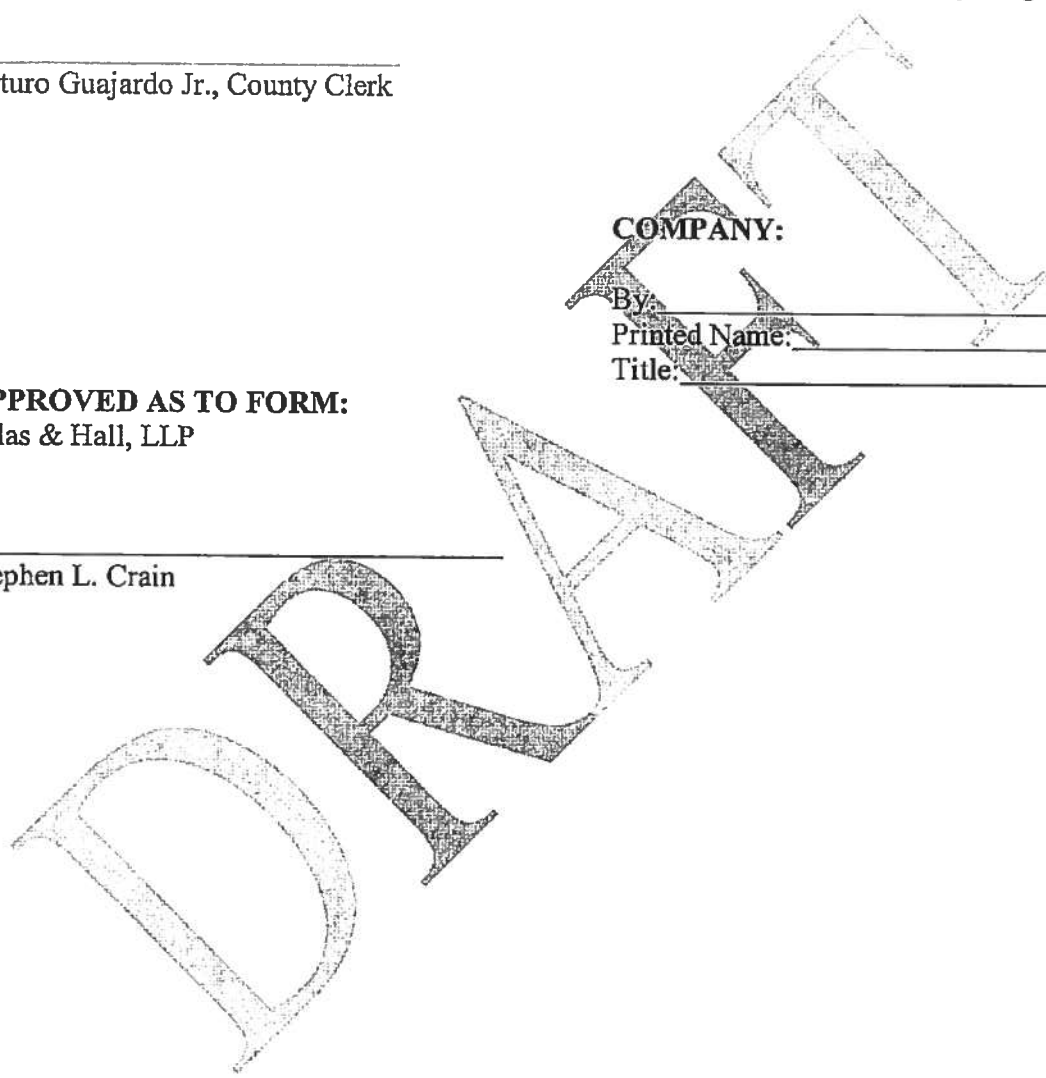 turo Guajardo Jr., County Clerk
COMPANY:
By:
Printed Name:
Title:
PPROVED AS TO FORM:
las & Hall, LLP
ephen L. Crain
DRAFT